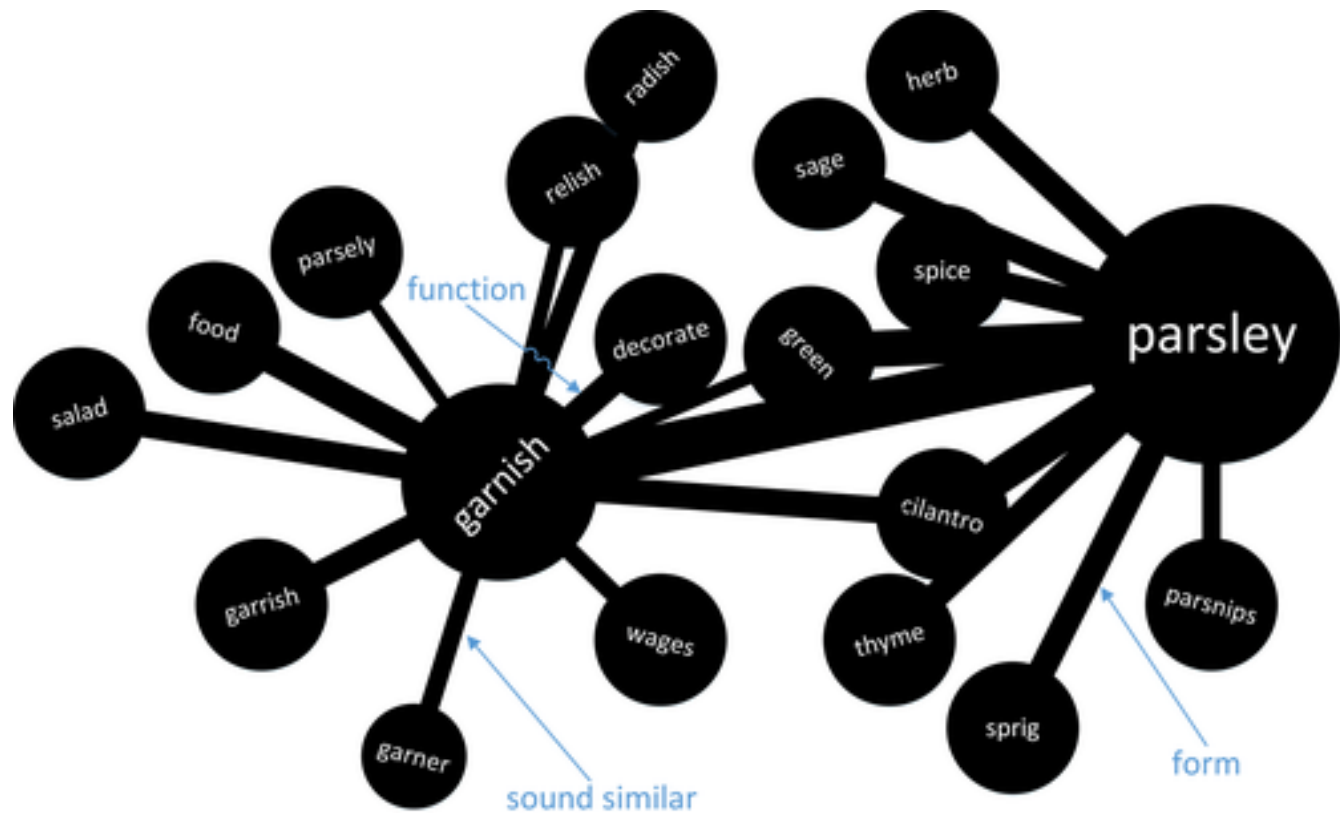 radish
herb
relish
sage
parsely
spice
function
food
decorate
green
parsley
salad
garnish
cilantro
garrish
wages
thyme
parsnips
sprig
garner
form
sound similar